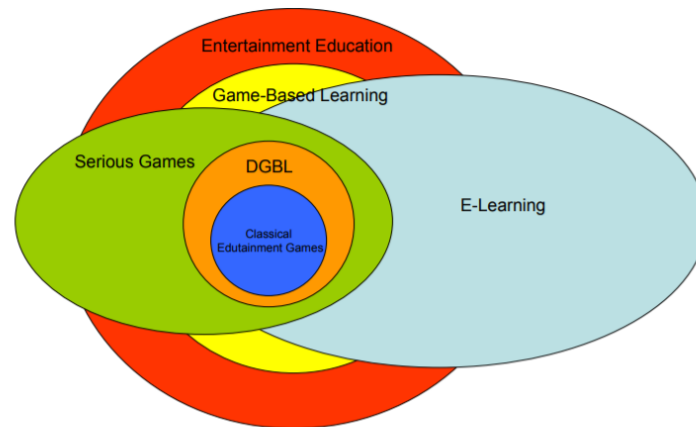 Entertainment Education
Game-Based Learning
Serious Games
DGBL
E-Learning
Classical
Edutainment Games